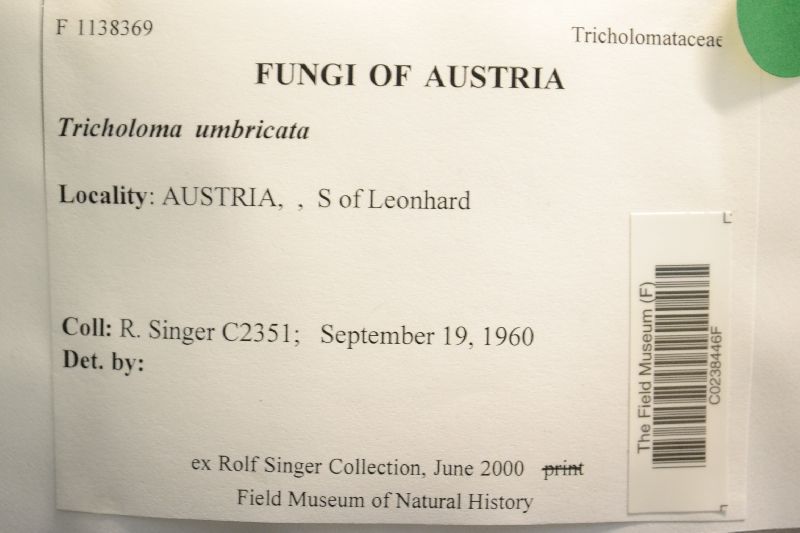 F 1138369
Tricholomataceae
FUNGI OF AUSTRIA
Tricholoma umbricata
Locality: AUSTRIA, , S of Leonhard
Coll: R. Singer C2351; September 19, 1960
Det. by:
ex Rolf Singer Collection, June 2000 print
Field Museum of Natural History
The Field Museum (F)
C0238446F